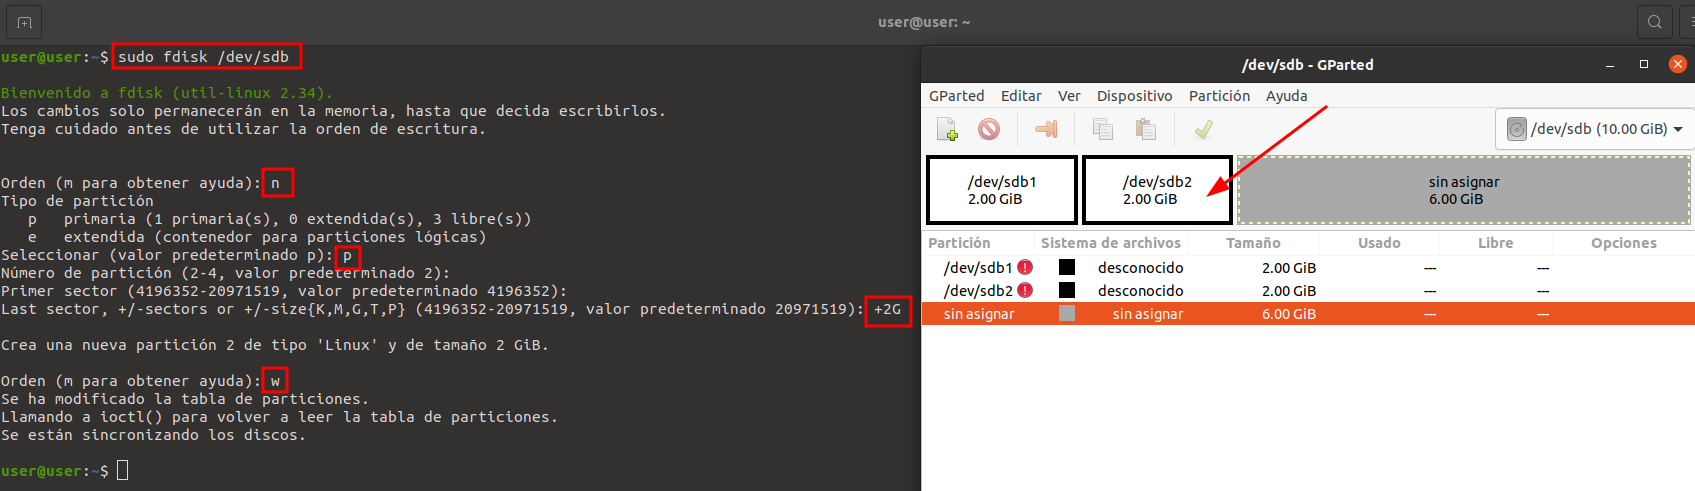 user@user: ~
user@user:~$ sudo fdisk /dev/sdb
Bienvenido a fdisk (util-linux 2.34).
Los cambios solo permanecerán en la memoria, hasta que decida escribirlos.
Tenga cuidado antes de utilizar la orden de escritura.
Orden (m para obtener ayuda): n
Tipo de partición
p primaria (1 primaria(s), 0 extendida(s), 3 libre(s))
e extendida (contenedor para particiones lógicas)
Seleccionar (valor predeterminado p): p
Número de partición (2-4, valor predeterminado 2):
Primer sector (4196352-20971519, valor predeterminado 4196352):
Last sector, +/-sectors or +/-size{K,M,G,T,P} (4196352-20971519, valor predeterminado 20971519): +2G
Crea una nueva partición 2 de tipo 'Linux' y de tamaño 2 GiB.
Orden (m para obtener ayuda): w
Se ha modificado la tabla de particiones.
Llamando a ioctl() para volver a leer la tabla de particiones.
Se están sincronizando los discos.
user@user:~$
/dev/sdb - GParted
GParted Editar Ver Dispositivo Partición Ayuda
/dev/sdb (10.00 GiB)
/dev/sdb1
2.00 GiB
/dev/sdb2
2.00 GiB
sin asignar
6.00 GiB
Partición Sistema de archivos Tamaño Usado Libre Opciones
/dev/sdb1 desconocido 2.00 GiB --- ---
/dev/sdb2 desconocido 2.00 GiB --- ---
sin asignar sin asignar 6.00 GiB --- ---